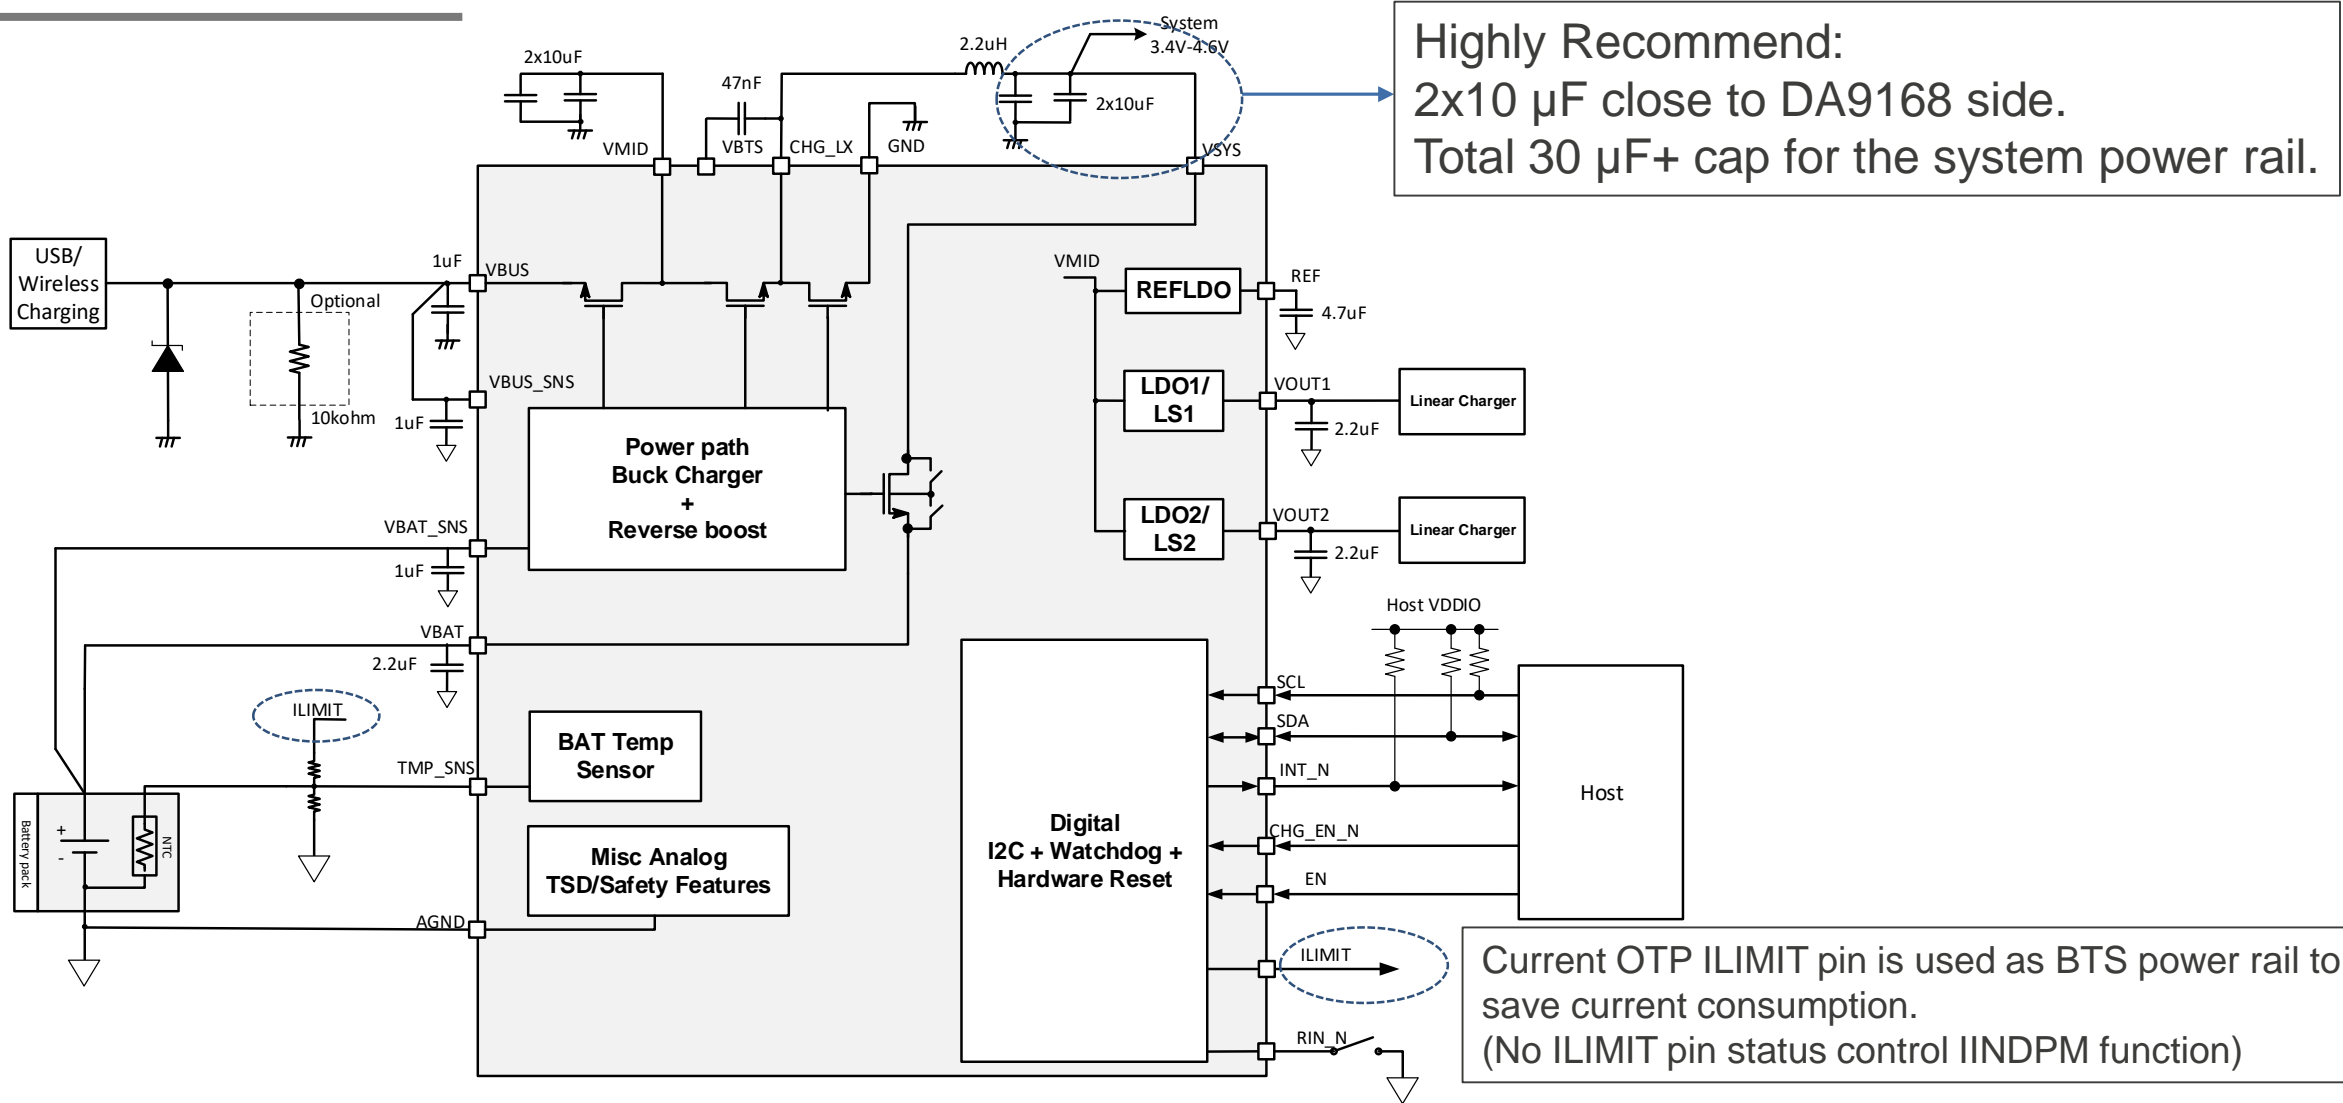 System
3.4V-4.6V
2.2uH
2x10uF
47nF
2x10uF
VMID
VBTS
CHG_LX
GND
VSYS
Highly Recommend:
2x10 µF close to DA9168 side.
Total 30 µF+ cap for the system power rail.
USB/
Wireless
Charging
1uF
VBUS
Optional
10kohm
VBUS_SNS
1uF
VMID
REFLDO
REF
4.7uF
LDO1/
LS1
VOUT1
2.2uF
Linear Charger
Power path
Buck Charger
+
Reverse boost
LDO2/
LS2
VOUT2
2.2uF
Linear Charger
VBAT_SNS
1uF
VBAT
2.2uF
ILIMIT
TMP_SNS
BAT Temp
Sensor
Battery pack
+
-
NTC
Misc Analog
TSD/Safety Features
AGND
Host VDDIO
Digital
I2C + Watchdog +
Hardware Reset
SCL
SDA
INT_N
CHG_EN_N
EN
Host
ILIMIT
RIN_N
Current OTP ILIMIT pin is used as BTS power rail to
save current consumption.
(No ILIMIT pin status control IINDPM function)